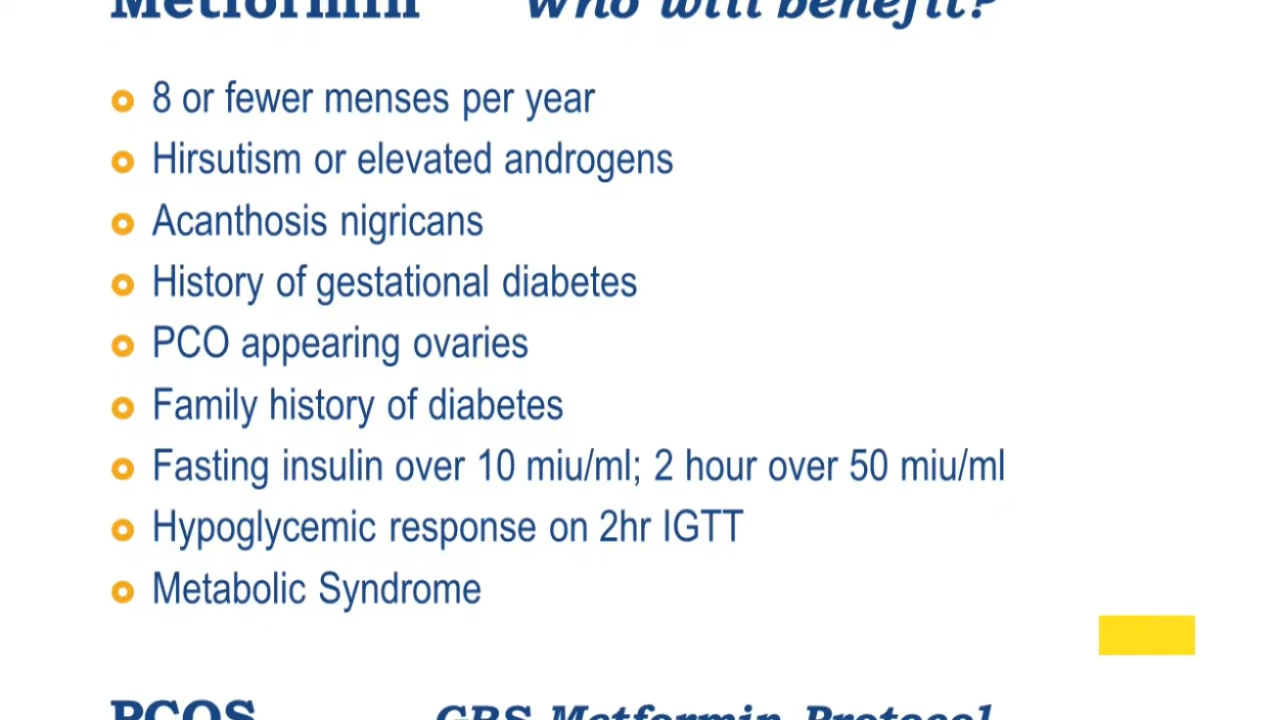 Metformin Who will benefit?
8 or fewer menses per year
Hirsutism or elevated androgens
Acanthosis nigricans
History of gestational diabetes
PCO appearing ovaries
Family history of diabetes
Fasting insulin over 10 miu/ml; 2 hour over 50 miu/ml
Hypoglycemic response on 2hr IGTT
Metabolic Syndrome
PCOS GRS Metformin Protocol